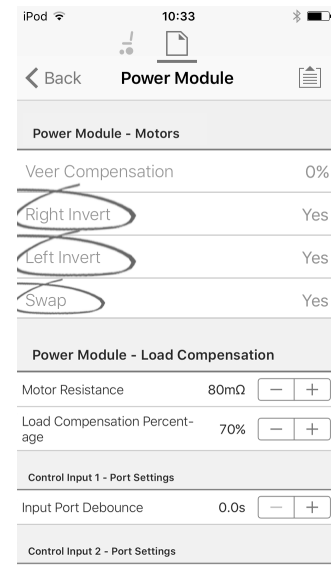 iPod 10:33
Back Power Module
Power Module - Motors
Veer Compensation 0%
Right Invert Yes
Left Invert Yes
Swap Yes
Power Module - Load Compensation
Motor Resistance 80mΩ − +
Load Compensation Percent-
age 70% − +
Control Input 1 - Port Settings
Input Port Debounce 0.0s − +
Control Input 2 - Port Settings